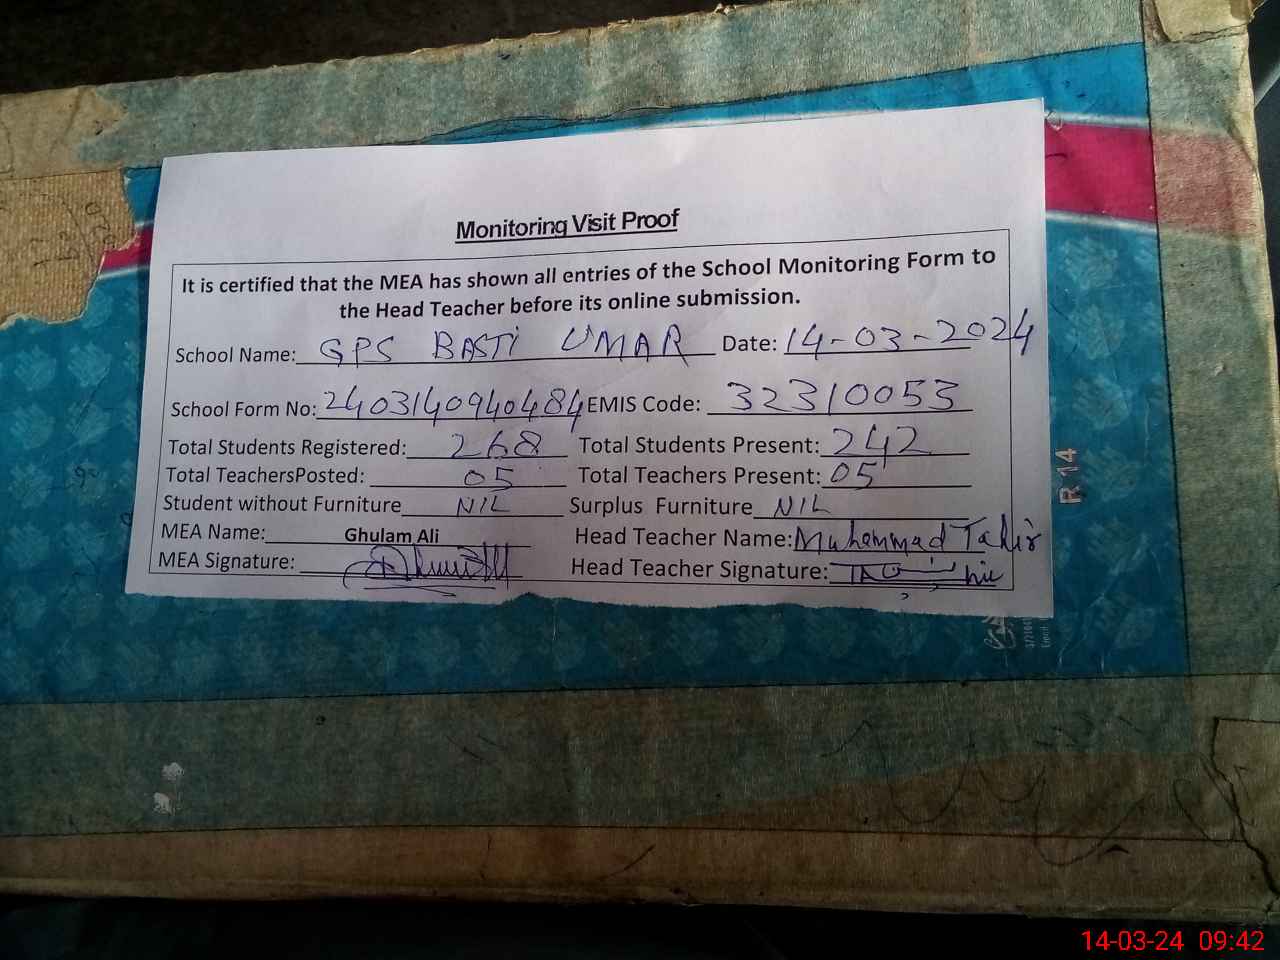 Monitoring Visit Proof
It is certified that the MEA has shown all entries of the School Monitoring Form to
the Head Teacher before its online submission.
School Name: GPS BASTI UMAR Date: 14-03-2024
School Form No: 2403140940484 EMIS Code: 32310053
Total Students Registered: 268 Total Students Present: 242
Total TeachersPosted: 05 Total Teachers Present: 05
Student without Furniture NIL Surplus Furniture NIL
MEA Name: Ghulam Ali Head Teacher Name: Muhammad Tahir
MEA Signature: Head Teacher Signature:
R 14
14-03-24 09:42